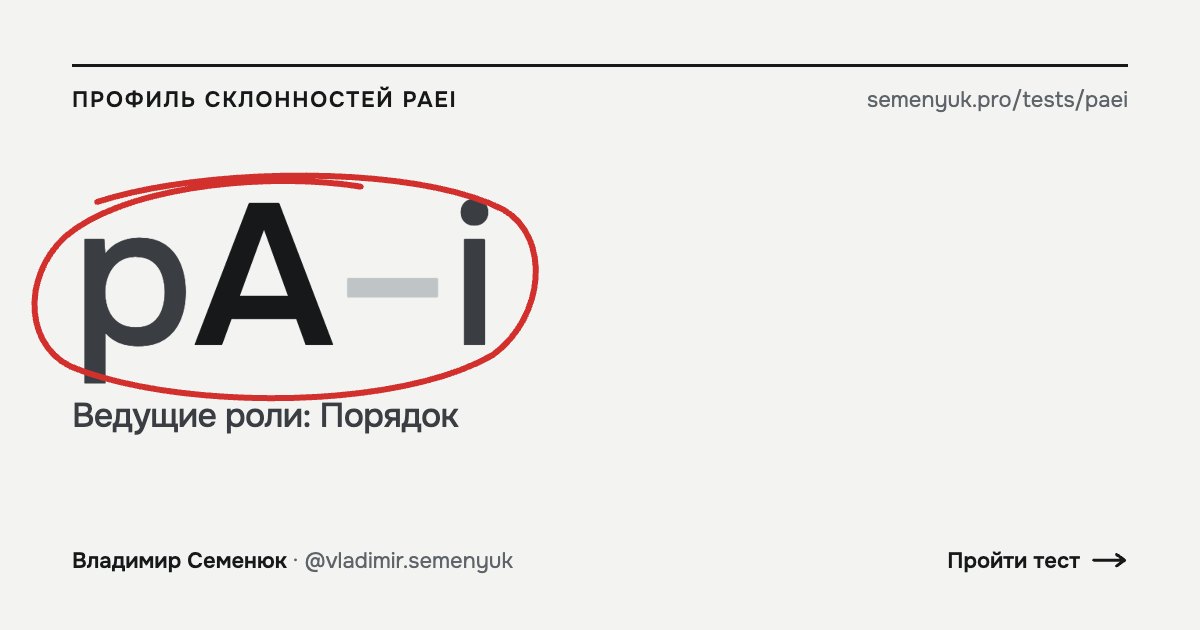 ПРОФИЛЬ СКЛОННОСТЕЙ PAEI
semenyuk.pro/tests/paei
pA–i
Ведущие роли: Порядок
Владимир Семенюк · @vladimir.semenyuk
Пройти тест →